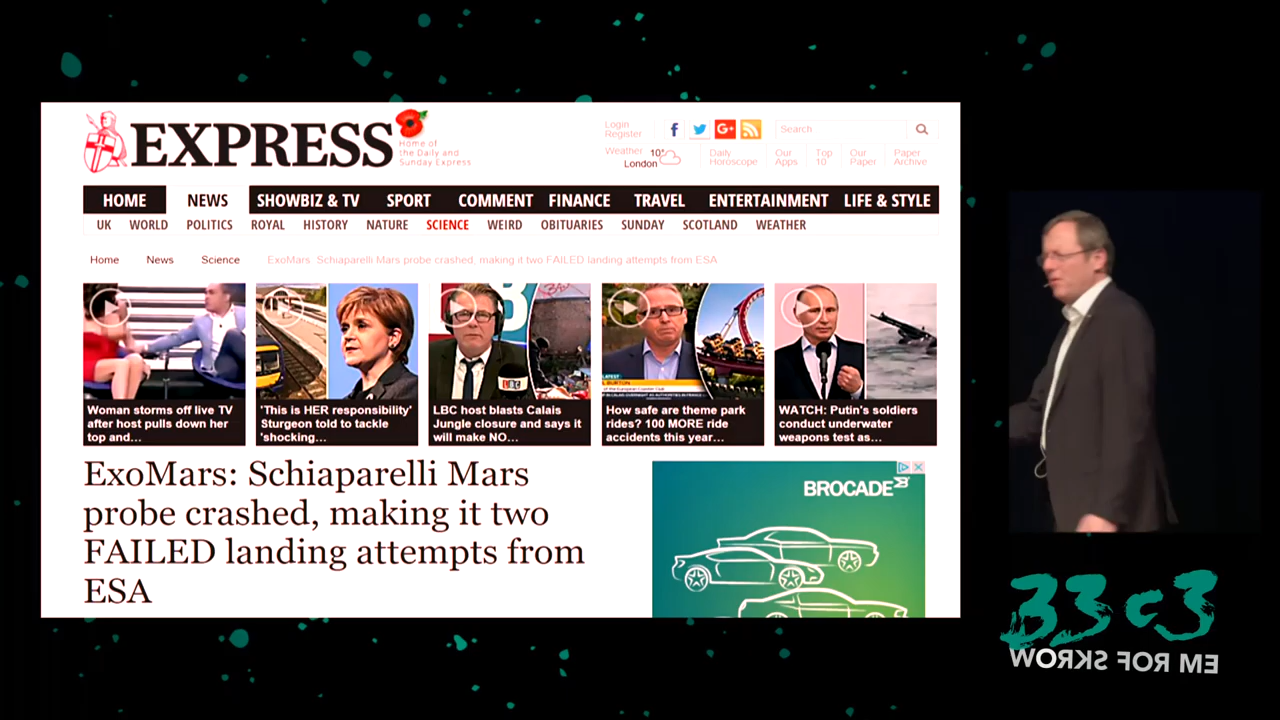 EXPRESS
Home of
the Daily and
Sunday Express
Login
Register
Search
Weather 10°
London
Daily
Horoscope
Our
Apps
Top
10
Our
Paper
Paper
Archive
HOME NEWS SHOWBIZ & TV SPORT COMMENT FINANCE TRAVEL ENTERTAINMENT LIFE & STYLE
UK WORLD POLITICS ROYAL HISTORY NATURE SCIENCE WEIRD OBITUARIES SUNDAY SCOTLAND WEATHER
Home News Science ExoMars: Schiaparelli Mars probe crashed, making it two FAILED landing attempts from ESA
LBC
LATEST
L BURTON
Woman storms off live TV
after host pulls down her
top and...
'This is HER responsibility'
Sturgeon told to tackle
'shocking...
LBC host blasts Calais
Jungle closure and says it
will make NO...
How safe are theme park
rides? 100 MORE ride
accidents this year...
WATCH: Putin's soldiers
conduct underwater
weapons test as...
ExoMars: Schiaparelli Mars
probe crashed, making it two
FAILED landing attempts from
ESA
BROCADE
33c3
WORKS FOR ME